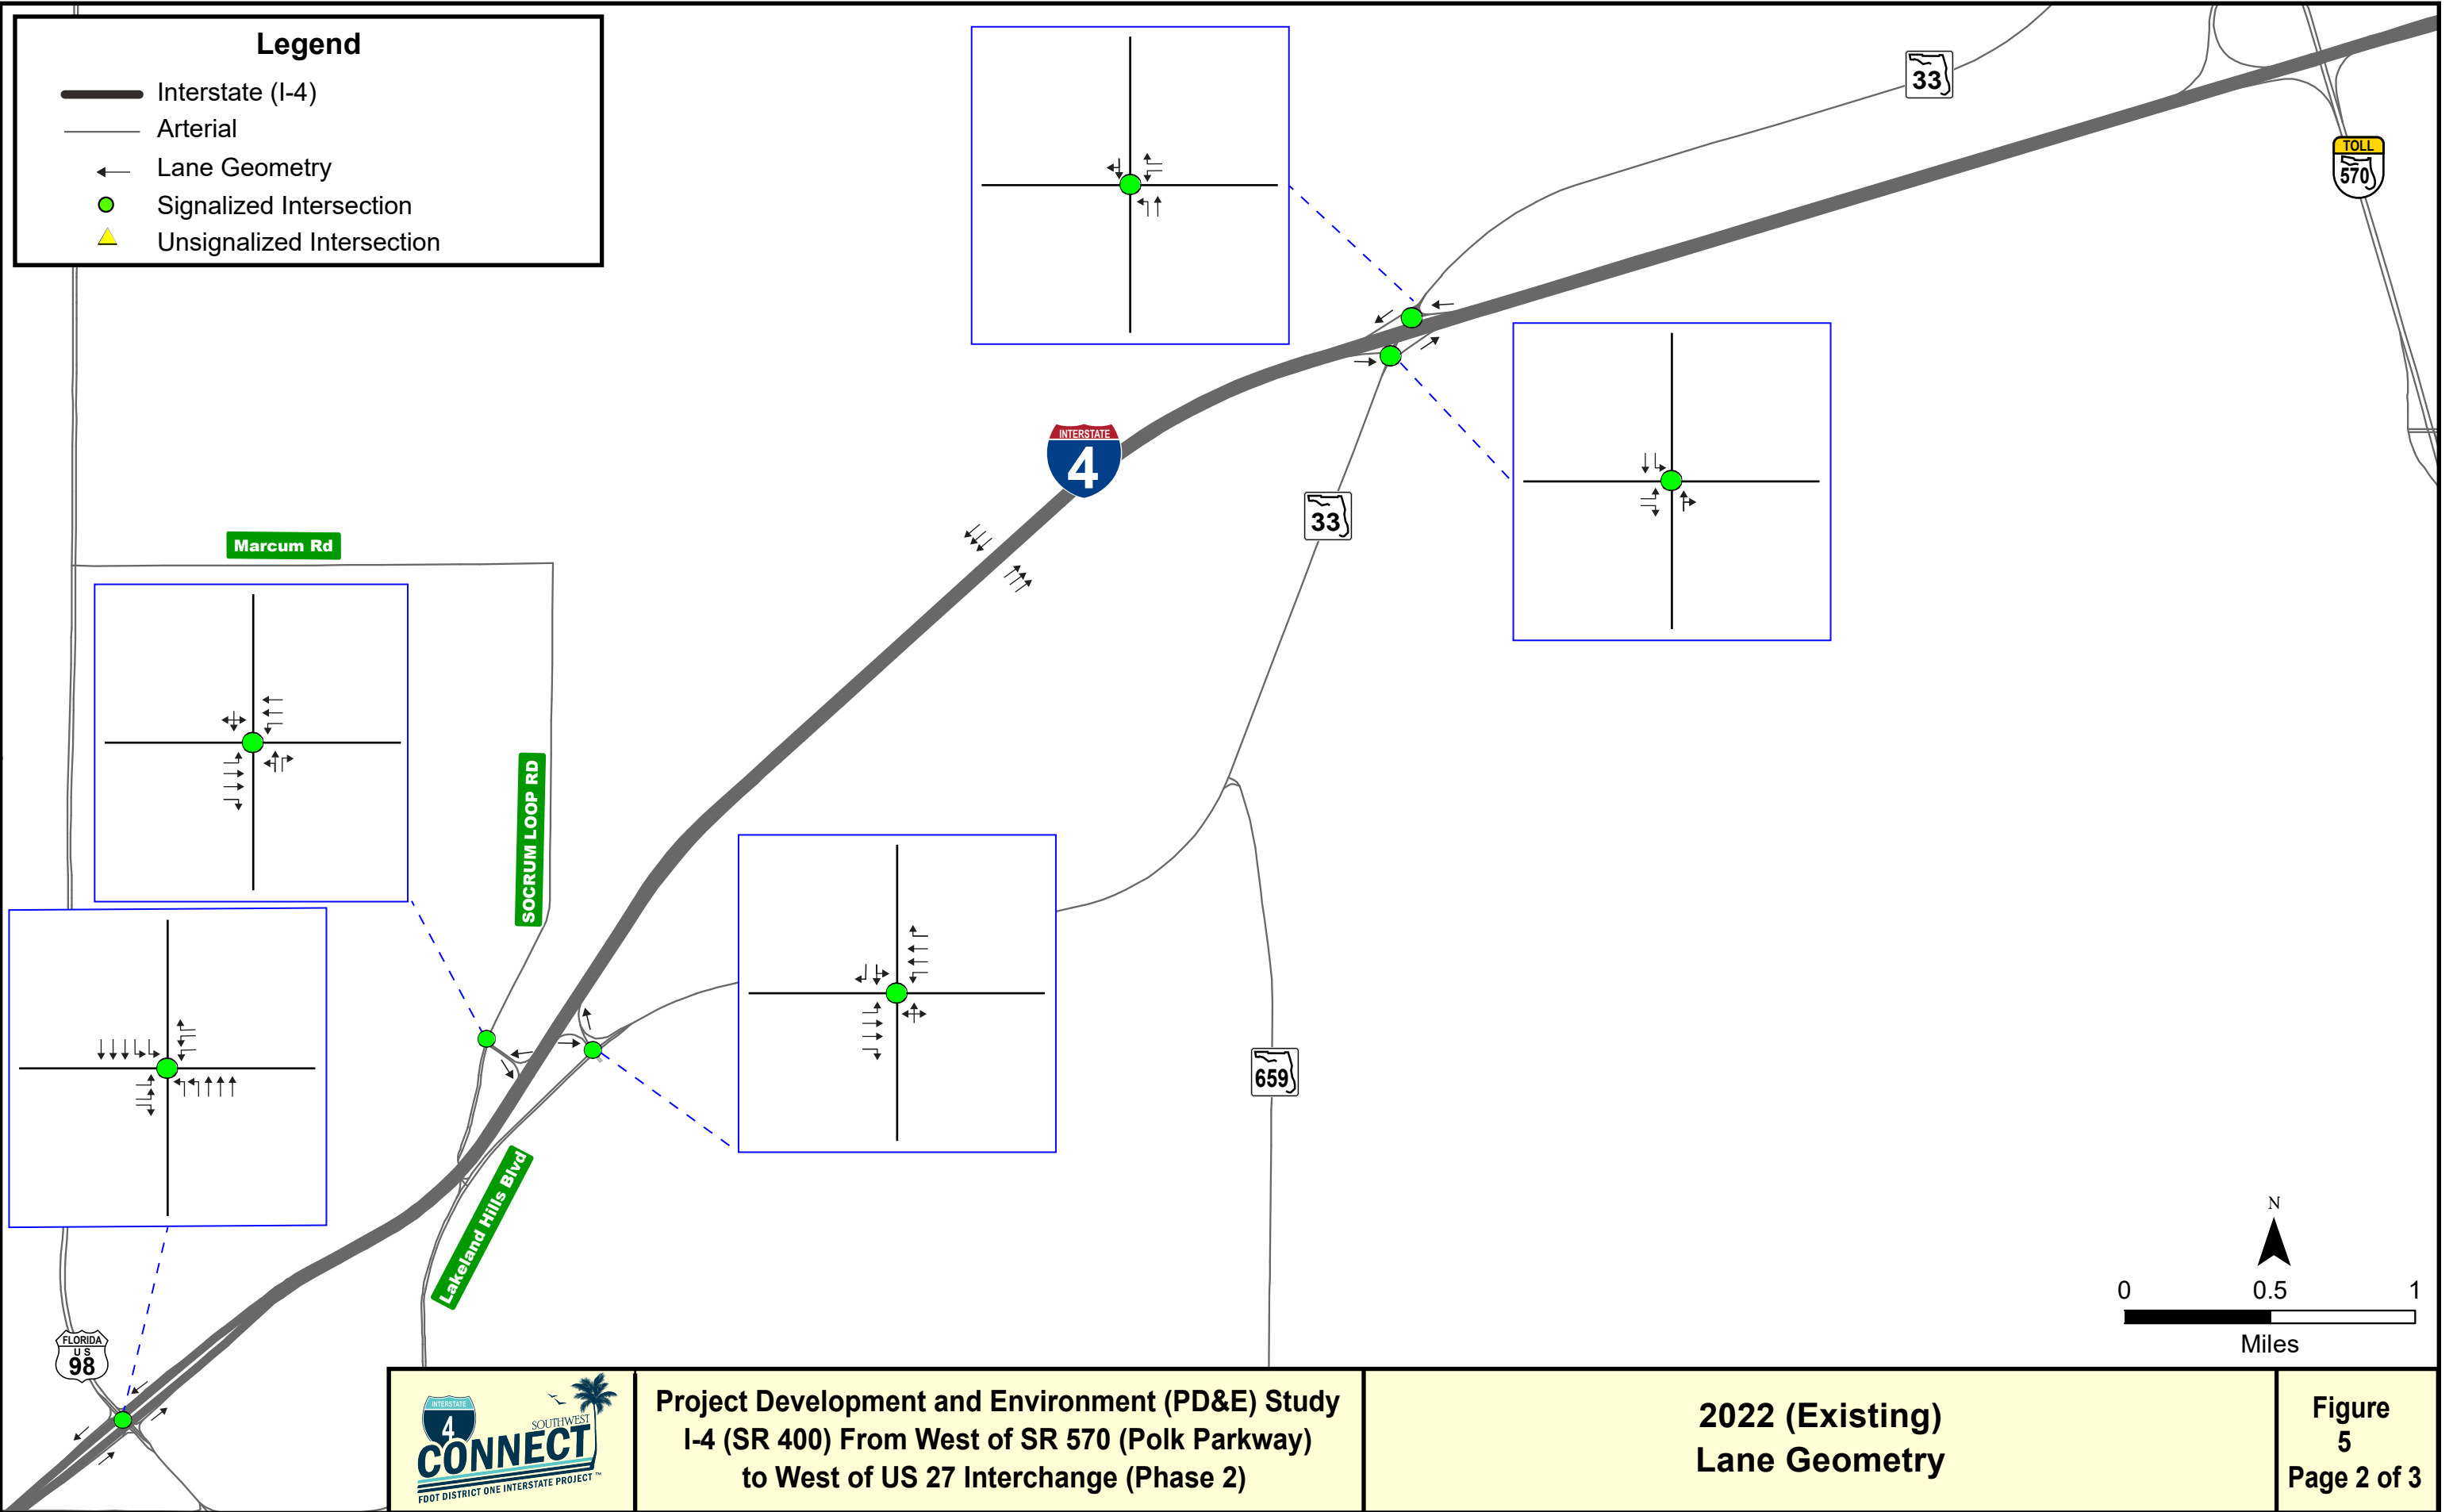 Legend
Interstate (I-4)
Arterial
Lane Geometry
Signalized Intersection
Unsignalized Intersection
33
TOLL
570
INTERSTATE
4
33
Marcum Rd
SOCRUM LOOP RD
659
Lakeland Hills Blvd
FLORIDA
US
98
N
0 0.5 1
Miles
INTERSTATE
4
SOUTHWEST
CONNECT
FDOT DISTRICT ONE INTERSTATE PROJECT ™
Project Development and Environment (PD&E) Study
I-4 (SR 400) From West of SR 570 (Polk Parkway)
to West of US 27 Interchange (Phase 2)
2022 (Existing)
Lane Geometry
Figure
5
Page 2 of 3